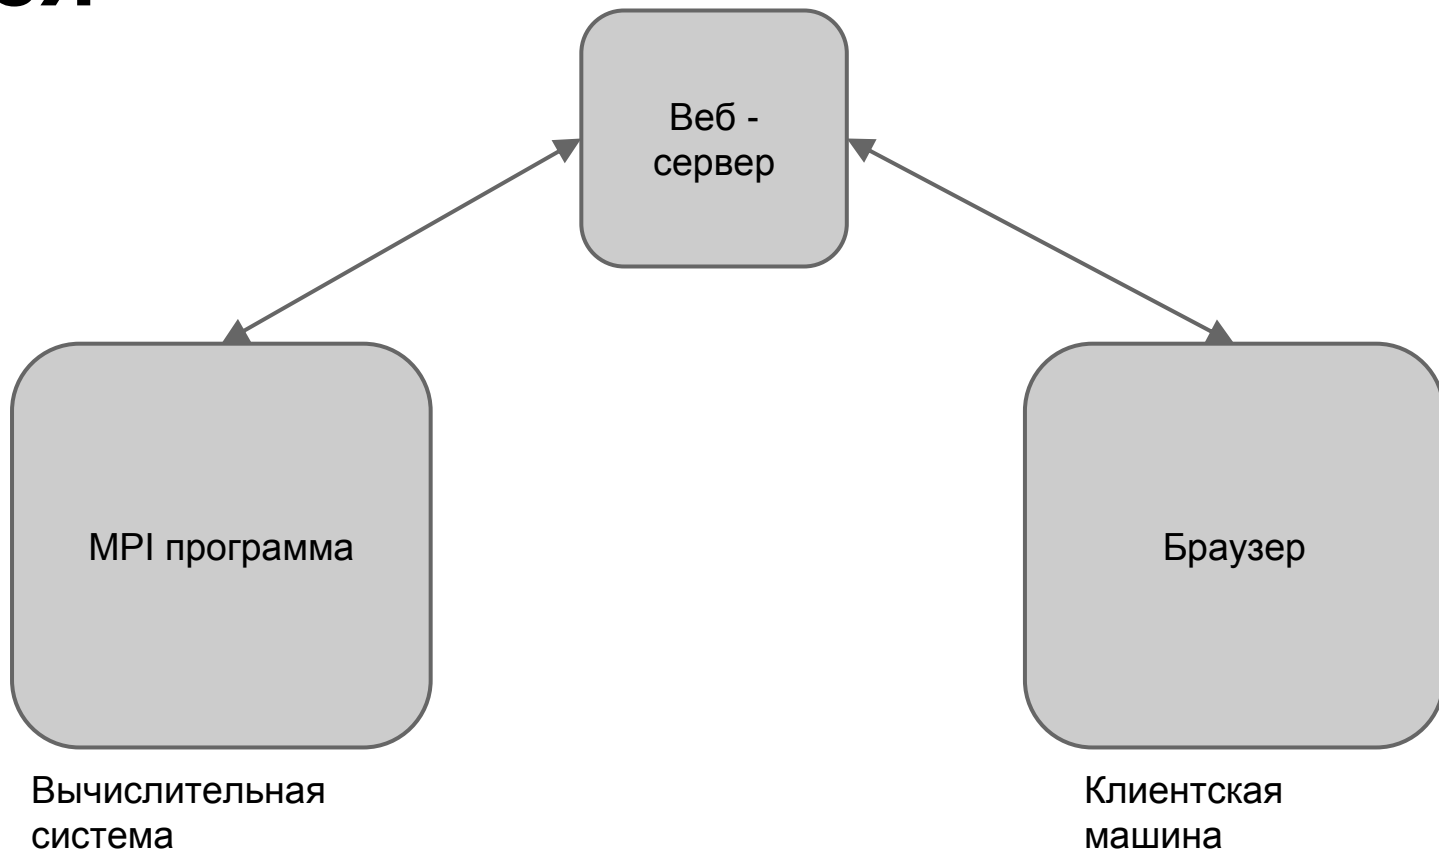 Веб -
сервер
MPI программа
Браузер
Вычислительная
система
Клиентская
машина